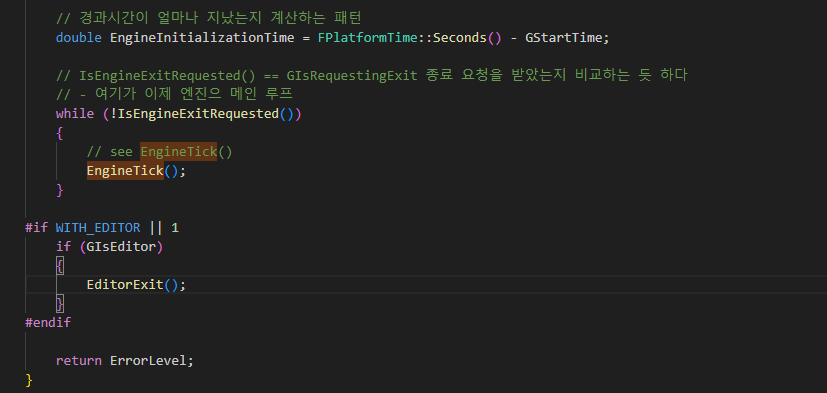 // 경과시간이 얼마나 지났는지 계산하는 패턴
double EngineInitializationTime = FPlatformTime::Seconds() - GStartTime;
// IsEngineExitRequested() == GIsRequestingExit 종료 요청을 받았는지 비교하는 듯 하다
// - 여기가 이제 엔진으 메인 루프
while (!IsEngineExitRequested())
{
// see EngineTick()
EngineTick();
}
#if WITH_EDITOR || 1
if (GIsEditor)
{
EditorExit();
}
#endif
return ErrorLevel;
}